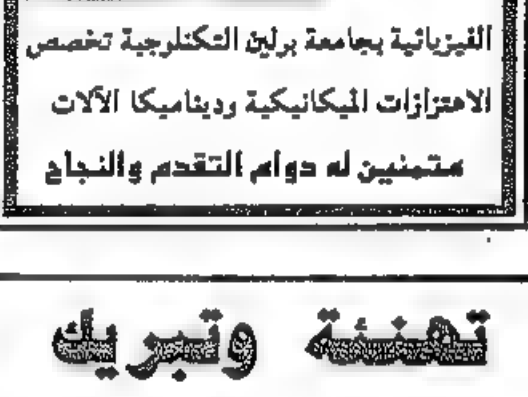 الفيزيائية بجامعة برلين التكنلوجية تخصص
الاهتزازات الميكانيكية وديناميكا الآلات
متمنين له دوام التقدم والنجاح
تهنئة وتبريك